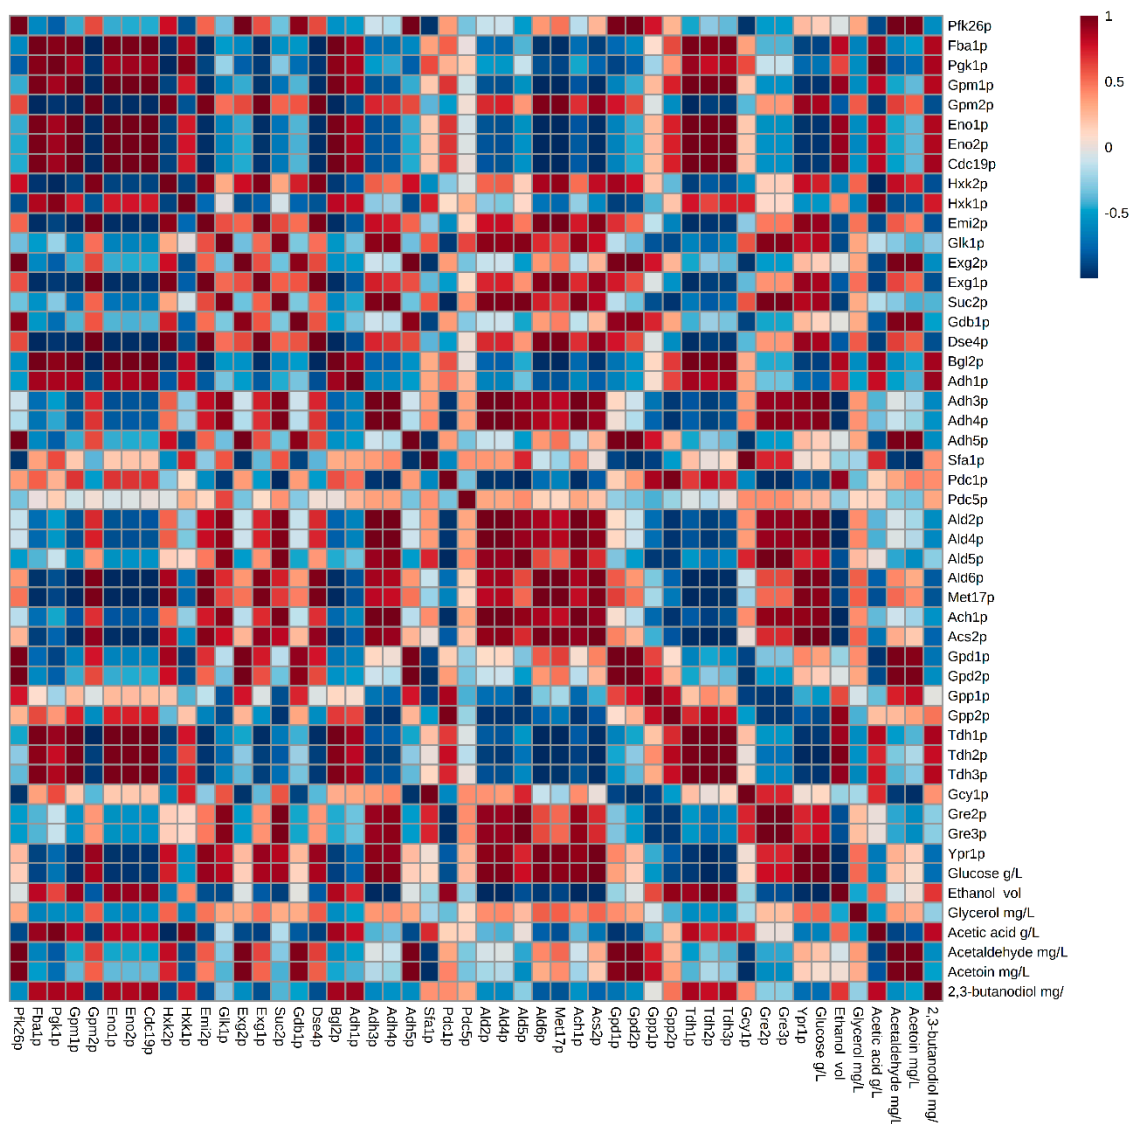 Pfk26p
Fba1p
Pgk1p
Gpm1p
Gpm2p
Eno1p
Eno2p
Cdc19p
Hxk2p
Hxk1p
Emi2p
Glk1p
Exg2p
Exg1p
Suc2p
Gdb1p
Dse4p
Bgl2p
Adh1p
Adh3p
Adh4p
Adh5p
Sfa1p
Pdc1p
Pdc5p
Ald2p
Ald4p
Ald5p
Ald6p
Met17p
Ach1p
Acs2p
Gpd1p
Gpd2p
Gpp1p
Gpp2p
Tdh1p
Tdh2p
Tdh3p
Gcy1p
Gre2p
Gre3p
Ypr1p
Glucose g/L
Ethanol vol
Glycerol mg/L
Acetic acid g/L
Acetaldehyde mg/L
Acetoin mg/L
2,3-butanodiol mg/
1
0.5
0
-0.5
Pfk26p
Fba1p
Pgk1p
Gpm1p
Gpm2p
Eno1p
Eno2p
Cdc19p
Hxk2p
Hxk1p
Emi2p
Glk1p
Exg2p
Exg1p
Suc2p
Gdb1p
Dse4p
Bgl2p
Adh1p
Adh3p
Adh4p
Adh5p
Sfa1p
Pdc1p
Pdc5p
Ald2p
Ald4p
Ald5p
Ald6p
Met17p
Ach1p
Acs2p
Gpd1p
Gpd2p
Gpp1p
Gpp2p
Tdh1p
Tdh2p
Tdh3p
Gcy1p
Gre2p
Gre3p
Ypr1p
Glucose g/L
Ethanol vol
Glycerol mg/L
Acetic acid g/L
Acetaldehyde mg/L
Acetoin mg/L
2,3-butanodiol mg/